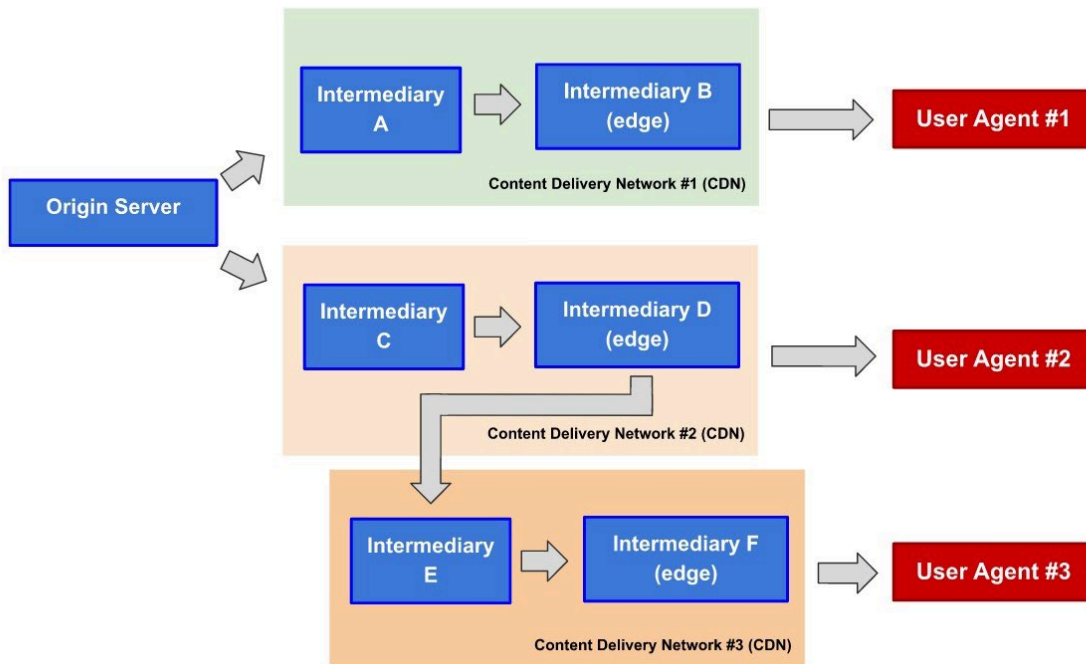 Intermediary
A
Intermediary B
(edge)
User Agent #1
Content Delivery Network #1 (CDN)
Origin Server
Intermediary
C
Intermediary D
(edge)
User Agent #2
Content Delivery Network #2 (CDN)
Intermediary
E
Intermediary F
(edge)
User Agent #3
Content Delivery Network #3 (CDN)